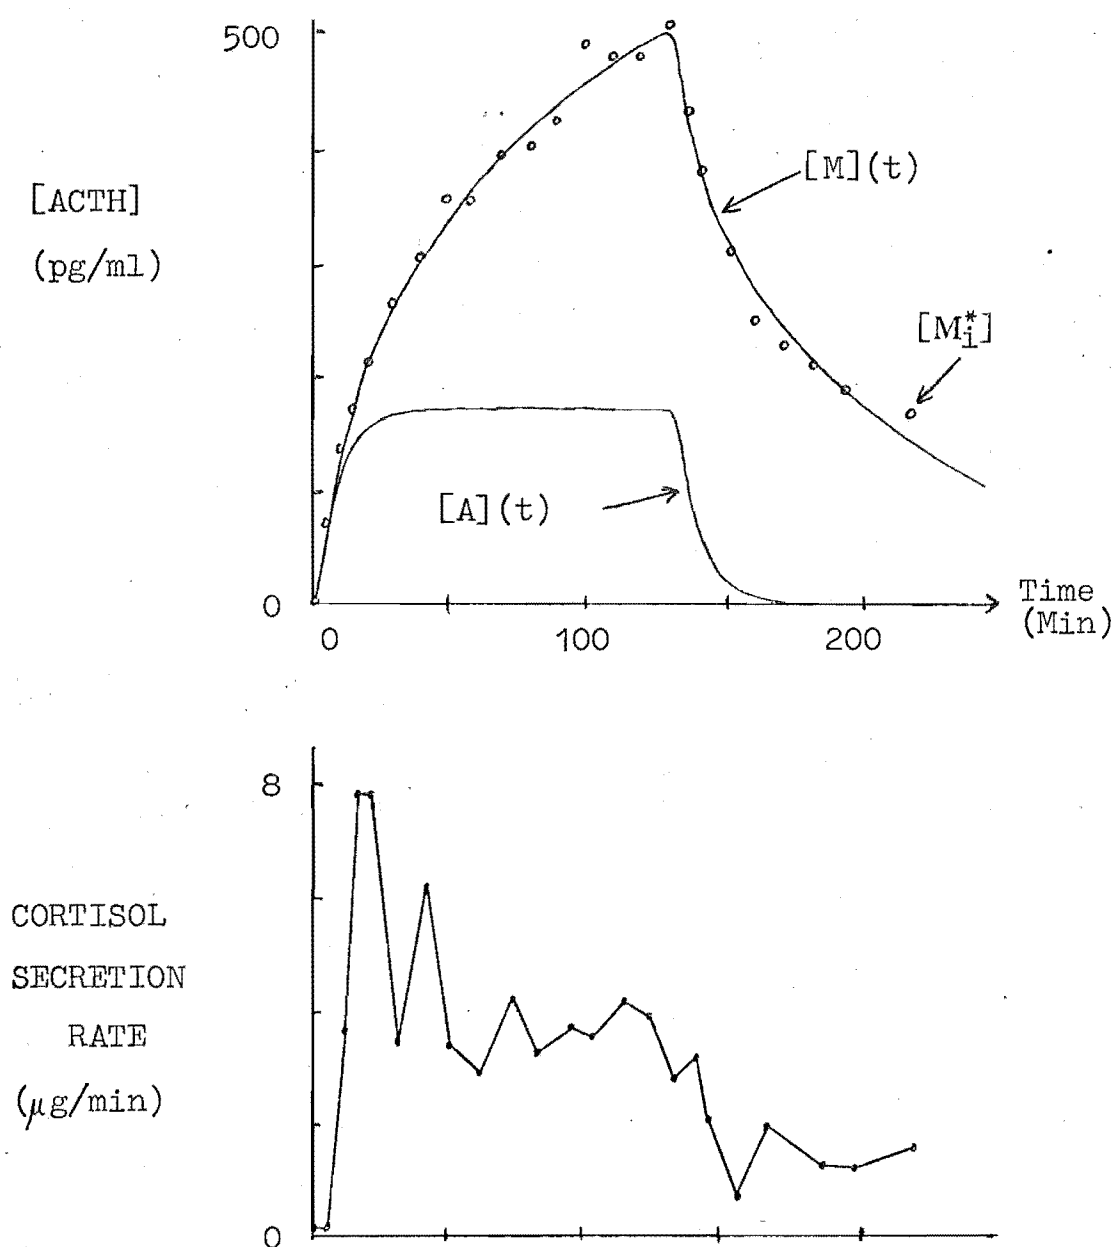 500
[ACTH]
(pg/ml)
[M](t)
[M*i]
[A](t)
0
Time
(Min)
0
100
200
8
CORTISOL
SECRETION
RATE
(μg/min)
0